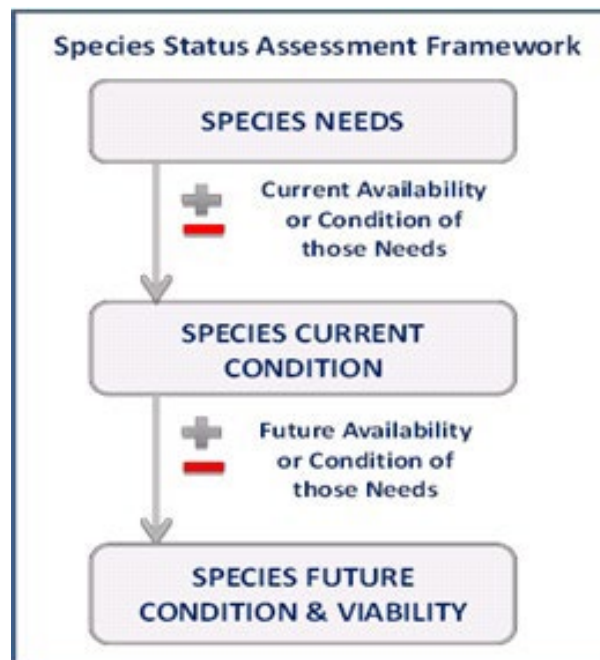 Species Status Assessment Framework
SPECIES NEEDS
Current Availability
or Condition of
those Needs
SPECIES CURRENT
CONDITION
Future Availability
or Condition of
those Needs
SPECIES FUTURE
CONDITION & VIABILITY